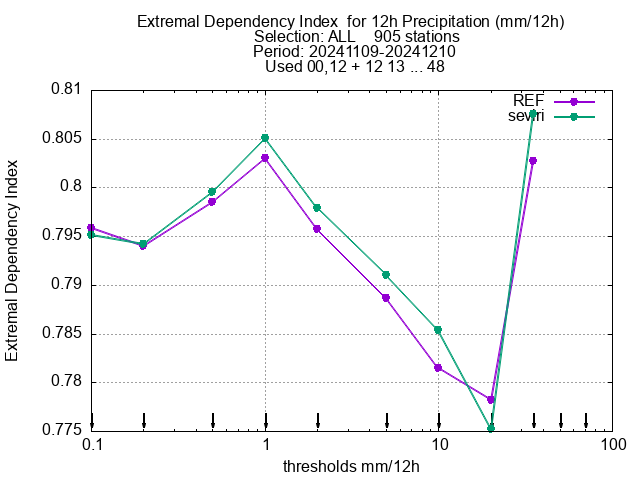 Extremal Dependency Index  for 12h Precipitation (mm/12h)
Selection: ALL    905 stations
Period: 20241109-20241210
Used 00,12 + 12 13 ... 48
0.81
0.805
0.8
0.795
0.79
0.785
0.78
0.775
Extremal Dependency Index
REF
seviri
0.1 1 10 100
thresholds mm/12h